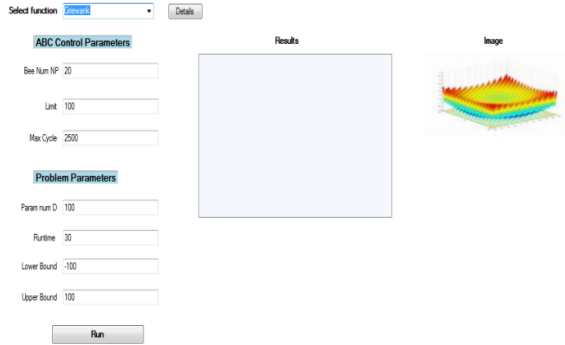 Select function Griewank Details
ABC Control Parameters
Bee Num NP 20
Limit 100
Max Cycle 2500
Problem Parameters
Param num D 100
Runtime 30
Lower Bound -100
Upper Bound 100
Run
Results
Image